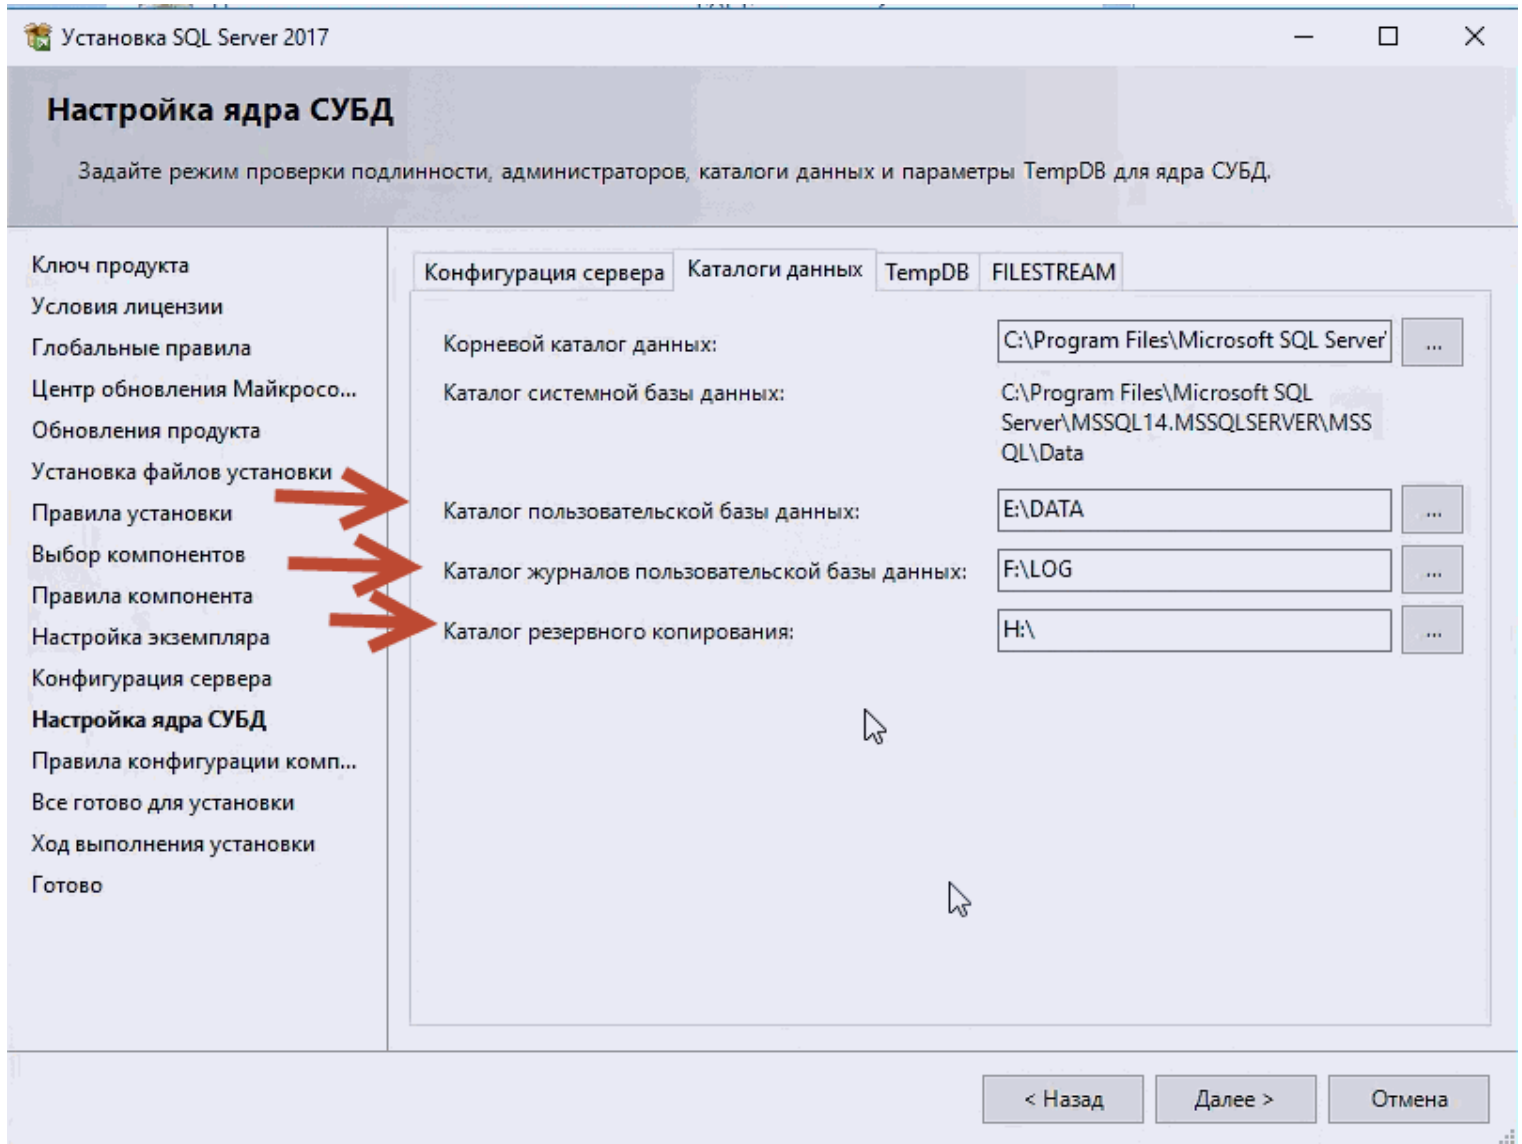 Установка SQL Server 2017
Настройка ядра СУБД
Задайте режим проверки подлинности, администраторов, каталоги данных и параметры TempDB для ядра СУБД.
Ключ продукта
Условия лицензии
Глобальные правила
Центр обновления Майкросо...
Обновления продукта
Установка файлов установки
Правила установки
Выбор компонентов
Правила компонента
Настройка экземпляра
Конфигурация сервера
Настройка ядра СУБД
Правила конфигурации комп...
Все готово для установки
Ход выполнения установки
Готово
Конфигурация сервера Каталоги данных TempDB FILESTREAM
Корневой каталог данных: C:\Program Files\Microsoft SQL Server\ ...
Каталог системной базы данных: C:\Program Files\Microsoft SQL
Server\MSSQL14.MSSQLSERVER\MSS
QL\Data
Каталог пользовательской базы данных: E:\DATA ...
Каталог журналов пользовательской базы данных: F:\LOG ...
Каталог резервного копирования: H:\ ...
< Назад Далее > Отмена